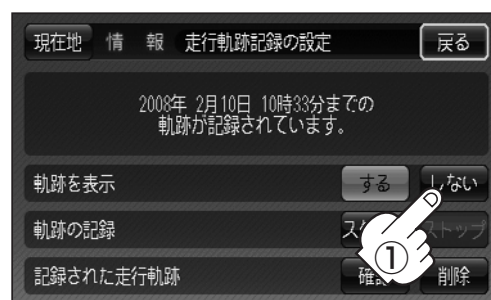 現在地 情 報 走行軌跡記録の設定 戻る
2008年 2月10日 10時33分までの
軌跡が記録されています。
軌跡を表示 する しない
軌跡の記録 ストップ
記録された走行軌跡 確認 削除
①